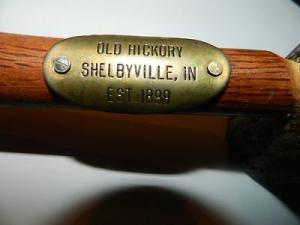 OLD HICKORY
SHELBYVILLE, IN
EST. 1899